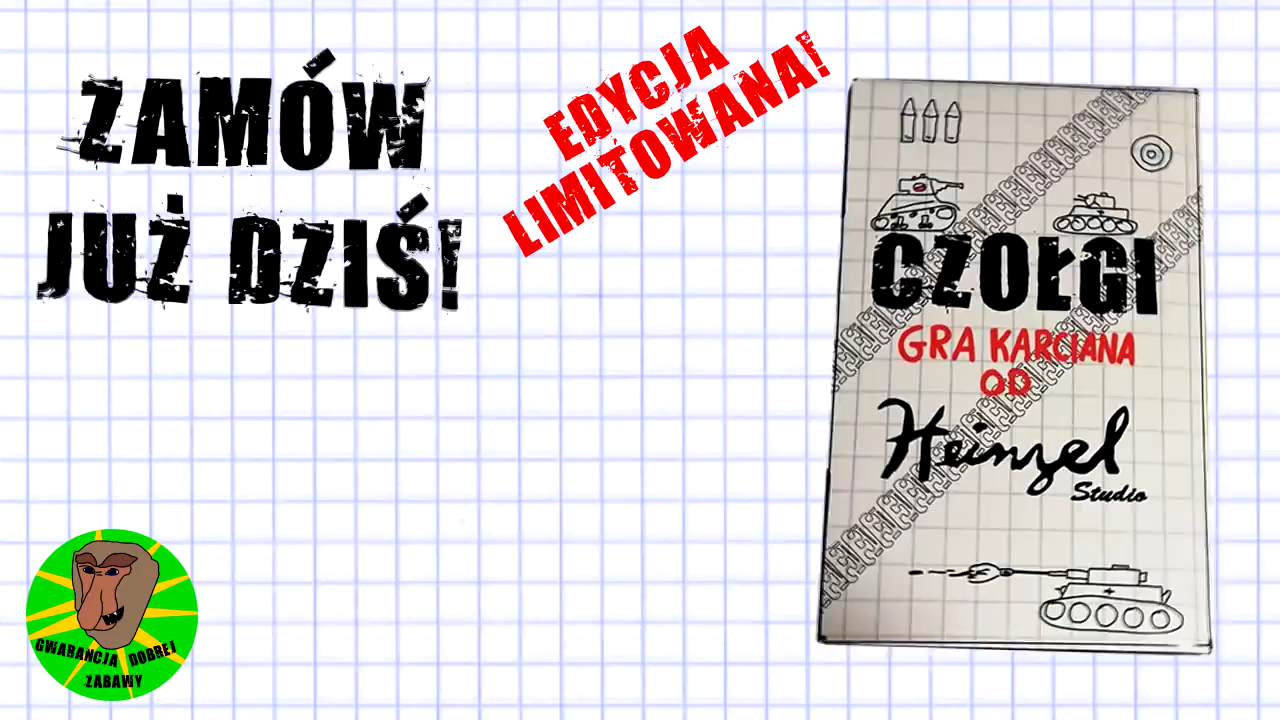 ZAMÓW
JUŻ DZIŚ!
EDYCJA
LIMITOWANA!
CZOŁGI
GRA KARCIANA
OD
Heinzel
Studio
GWARANCJA DOBREJ
ZABAWY